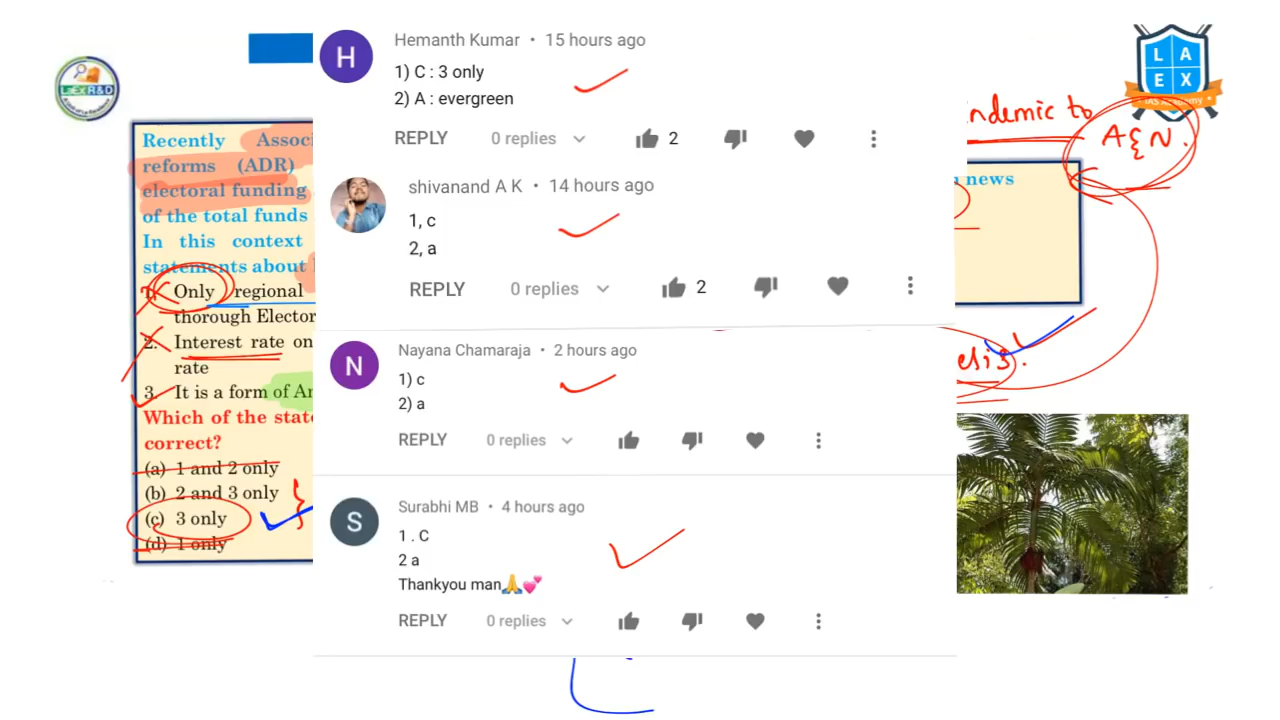 Hemanth Kumar • 15 hours ago
H
1) C : 3 only
2) A : evergreen
REPLY 0 replies 2
shivanand A K • 14 hours ago
1, c
2, a
REPLY 0 replies 2
Nayana Chamaraja • 2 hours ago
N
1) c
2) a
REPLY 0 replies
Surabhi MB • 4 hours ago
S
1 . C
2 a
Thankyou man🙏💕
REPLY 0 replies
LaEx R&D
Recently Associ
reforms (ADR)
electoral funding
of the total funds
In this context
statements about
1. Only regional
thorough Elector
2. Interest rate on
rate
3. It is a form of An
Which of the state
correct?
(a) 1 and 2 only
(b) 2 and 3 only
(c) 3 only
(d) 1 only
L A
E X
IAS Academy
ndemic to
A&N.
news